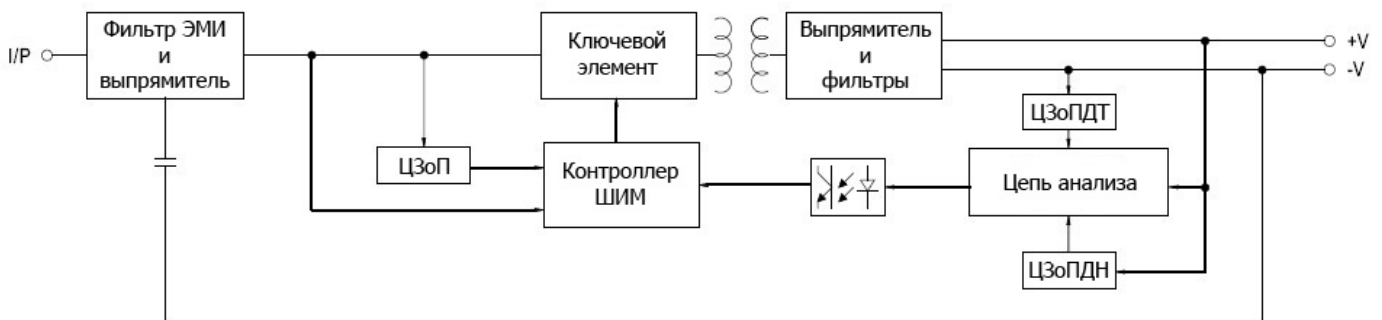 I/P
Фильтр ЭМИ
и
выпрямитель
Ключевой
элемент
Выпрямитель
и
фильтры
+V
-V
ЦЗоПДТ
ЦЗоП
Контроллер
ШИМ
Цепь анализа
ЦЗоПДН